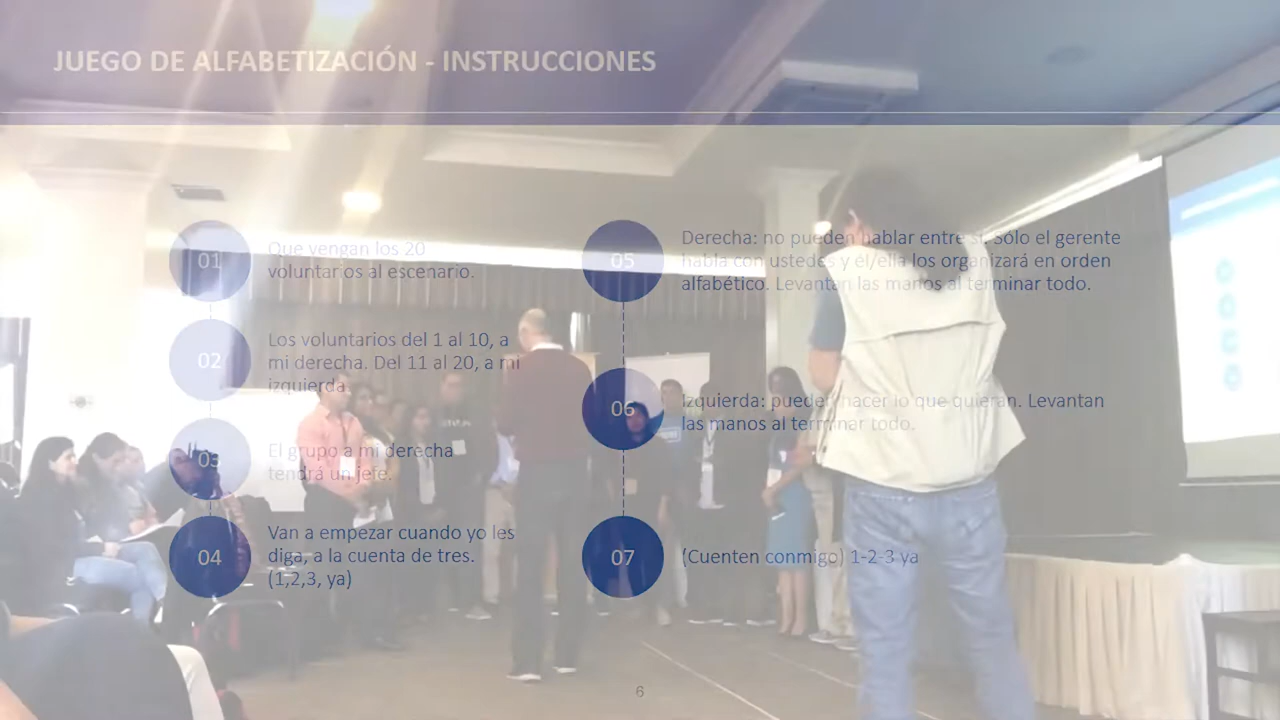 JUEGO DE ALFABETIZACIÓN - INSTRUCCIONES
01
Que vengan los 20
voluntarios al escenario.
02
Los voluntarios del 1 al 10, a
mi derecha. Del 11 al 20, a mi
izquierda.
03
El grupo a mi derecha
tendrá un jefe.
04
Van a empezar cuando yo les
diga, a la cuenta de tres.
(1,2,3, ya)
05
Derecha: no pueden hablar entre sí. Sólo el gerente
habla con ustedes y él/ella los organizará en orden
alfabético. Levantan las manos al terminar todo.
06
Izquierda: pueden hacer lo que quieran. Levantan
las manos al terminar todo.
07
(Cuenten conmigo) 1-2-3 ya
6